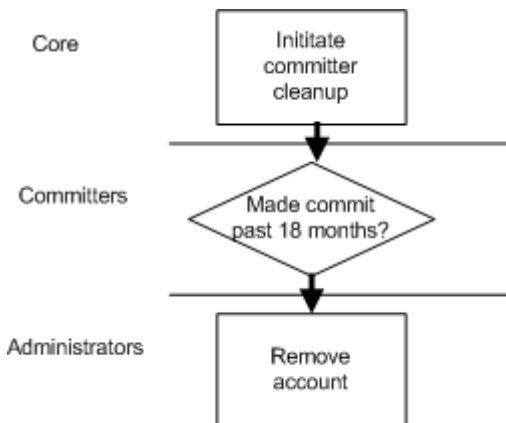 Core
Inititate
committer
cleanup
Committers
Made commit
past 18 months?
Administrators
Remove
account